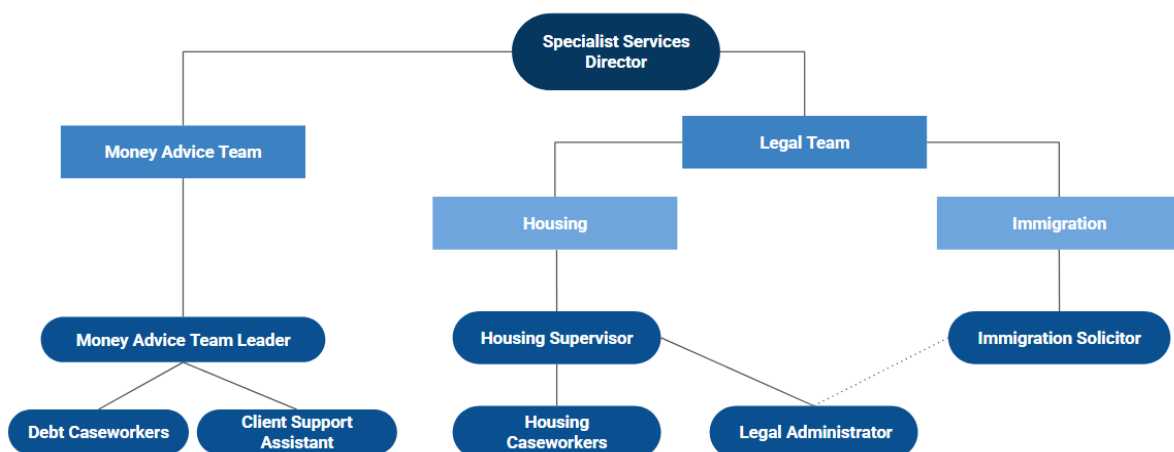 Specialist Services
Director
Money Advice Team
Legal Team
Housing
Immigration
Money Advice Team Leader
Housing Supervisor
Immigration Solicitor
Debt Caseworkers
Client Support
Assistant
Housing
Caseworkers
Legal Administrator